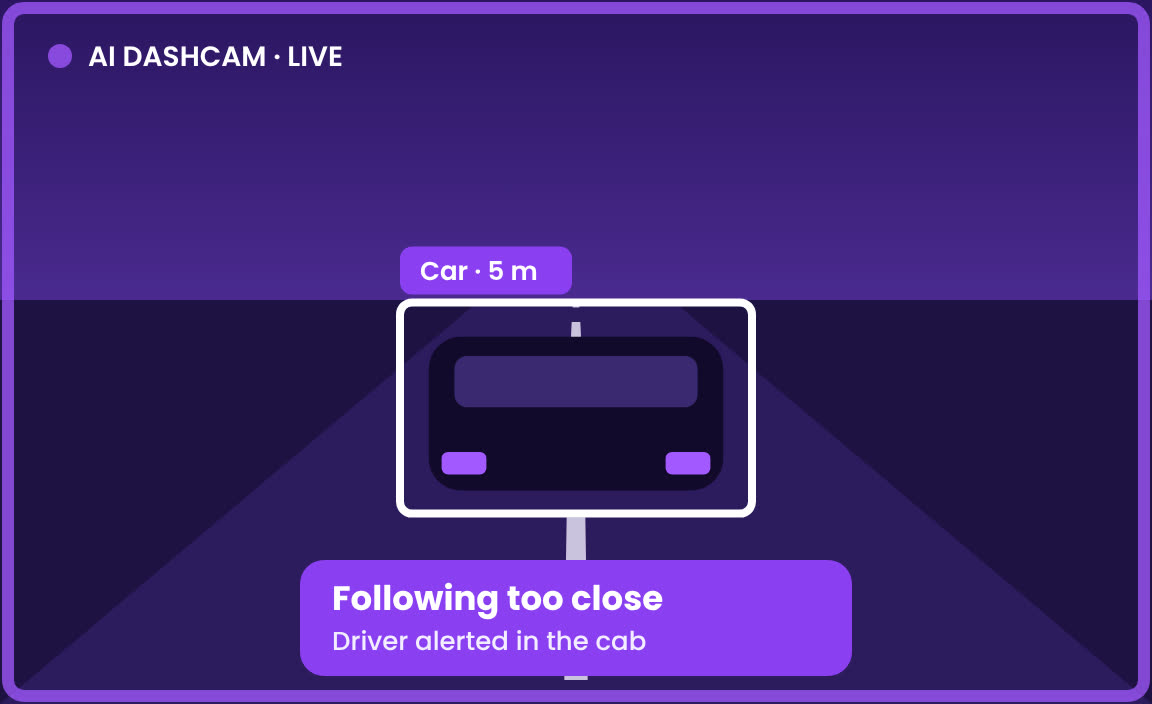 AI DASHCAM · LIVE
Car · 5 m
Following too close
Driver alerted in the cab